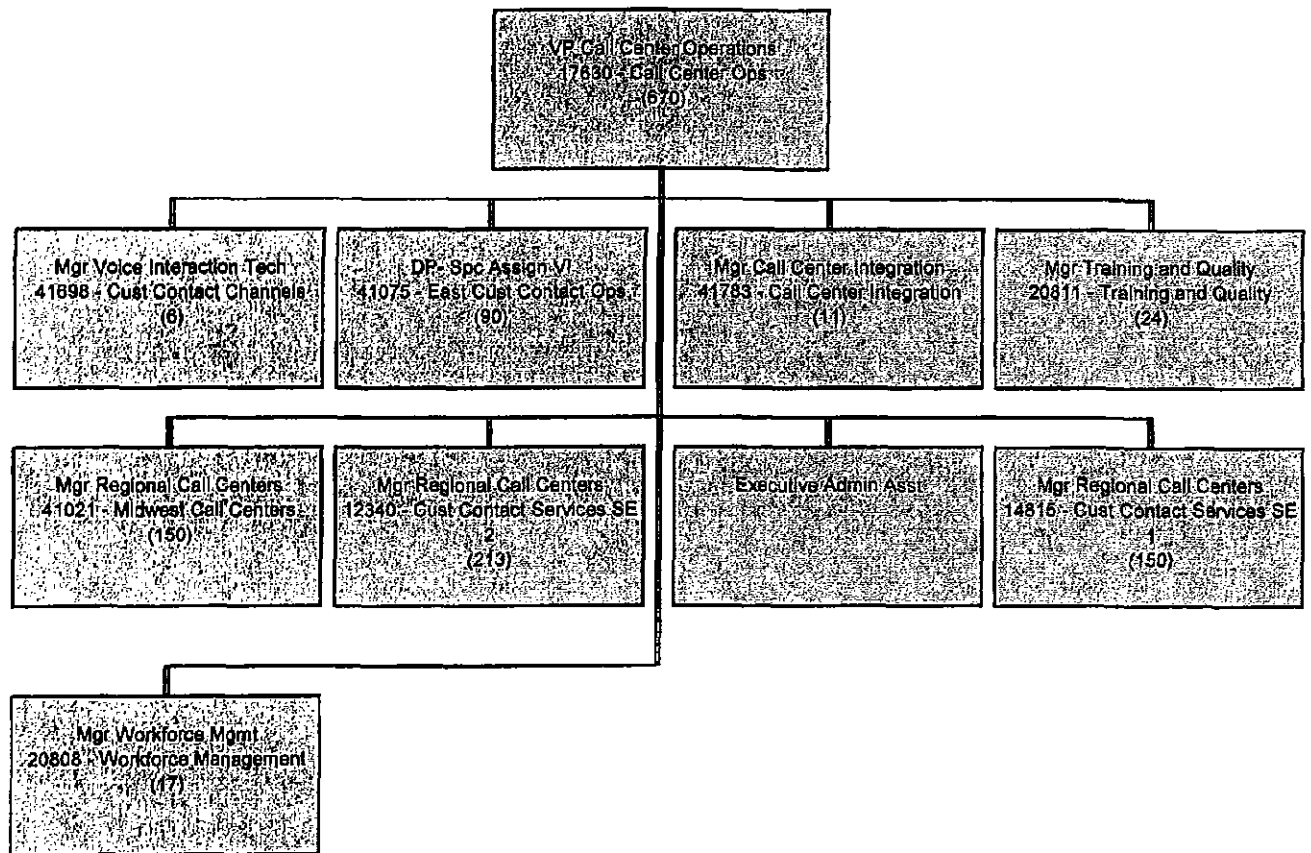 VP Call Center Operations
17630 - Call Center Ops
(670)
Mgr Voice Interaction Tech
41698 - Cust Contact Channels
(6)
DP- Spc Assign VI
41075 - East Cust Contact Ops
(90)
Mgr Call Center Integration
41783 - Call Center Integration
(11)
Mgr Training and Quality
20811 - Training and Quality
(24)
Mgr Regional Call Centers
41021 - Midwest Call Centers
(150)
Mgr Regional Call Centers
12340 - Cust Contact Services SE
2
(213)
Executive Admin Asst
Mgr Regional Call Centers
14815 - Cust Contact Services SE
1
(150)
Mgr Workforce Mgmt
20808 - Workforce Management
(17)